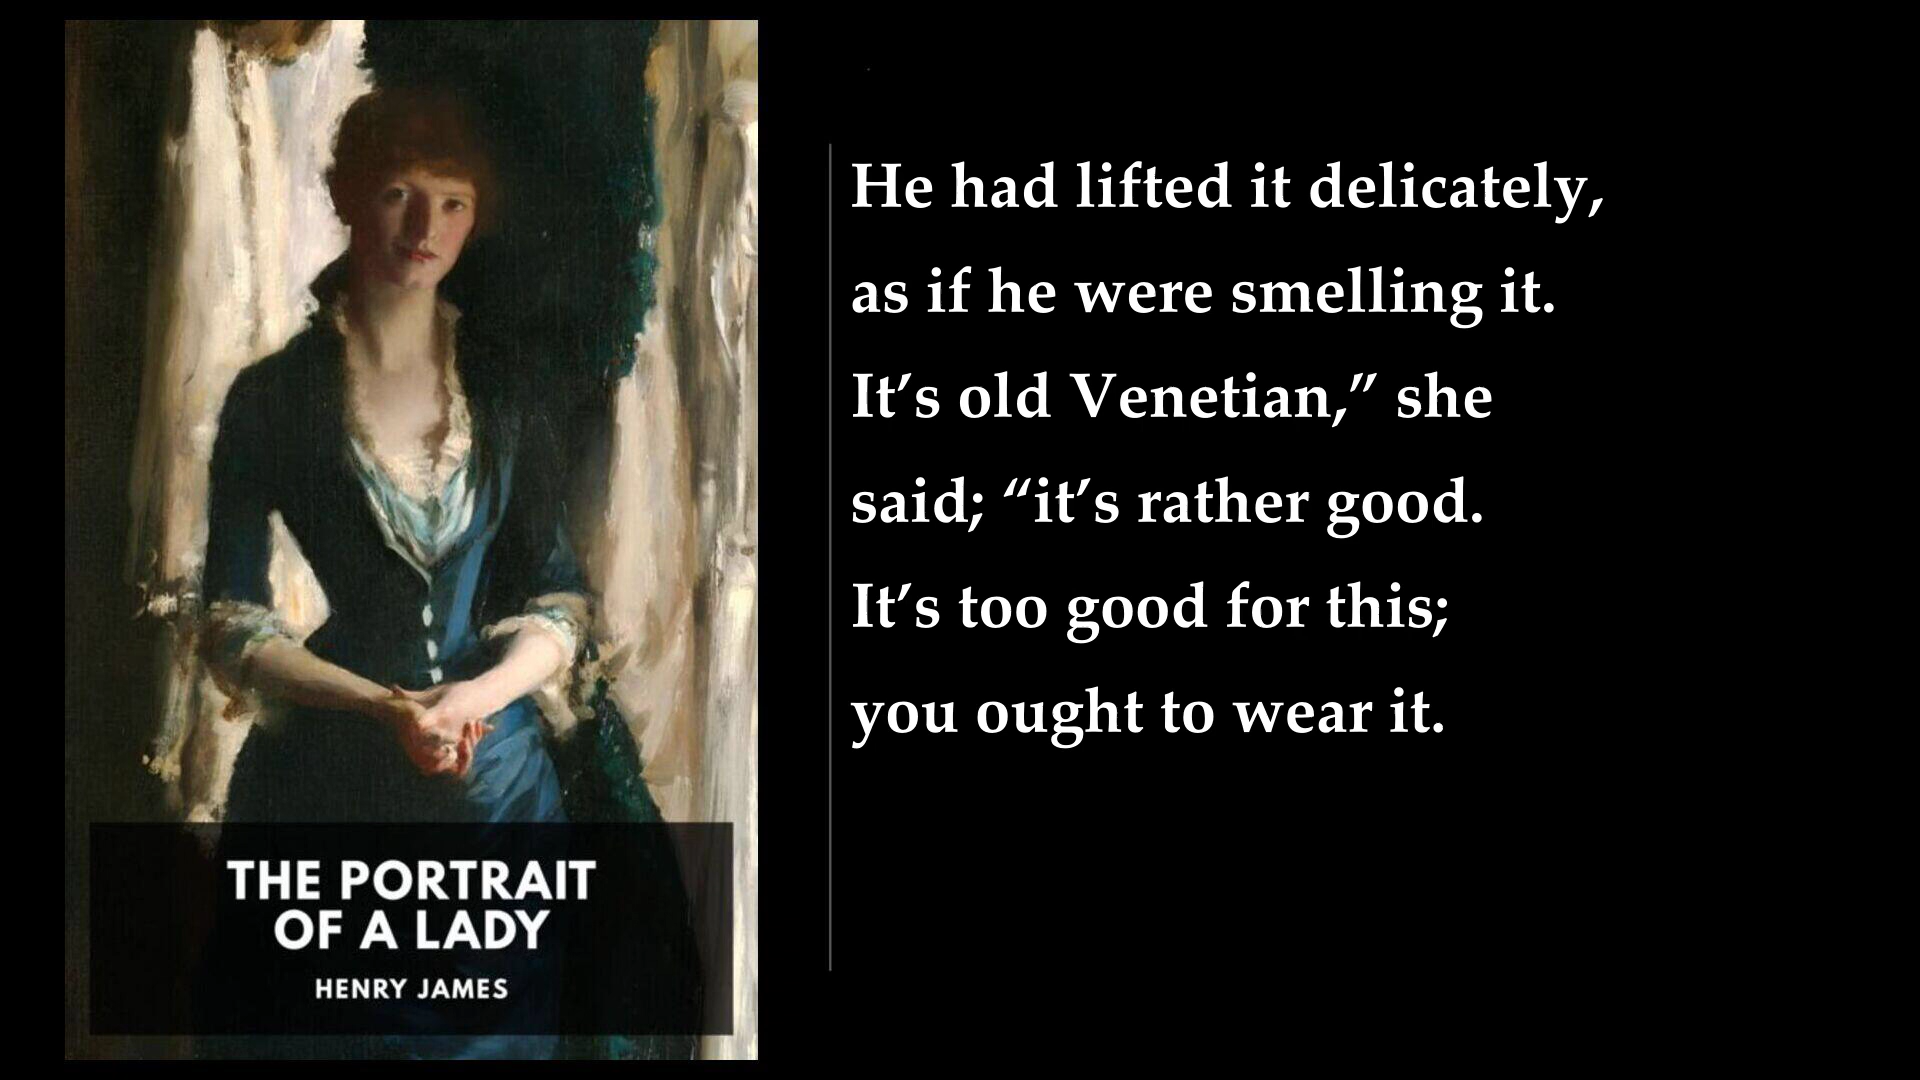 THE PORTRAIT
OF A LADY
HENRY JAMES
He had lifted it delicately,
as if he were smelling it.
It’s old Venetian,” she
said; “it’s rather good.
It’s too good for this;
you ought to wear it.